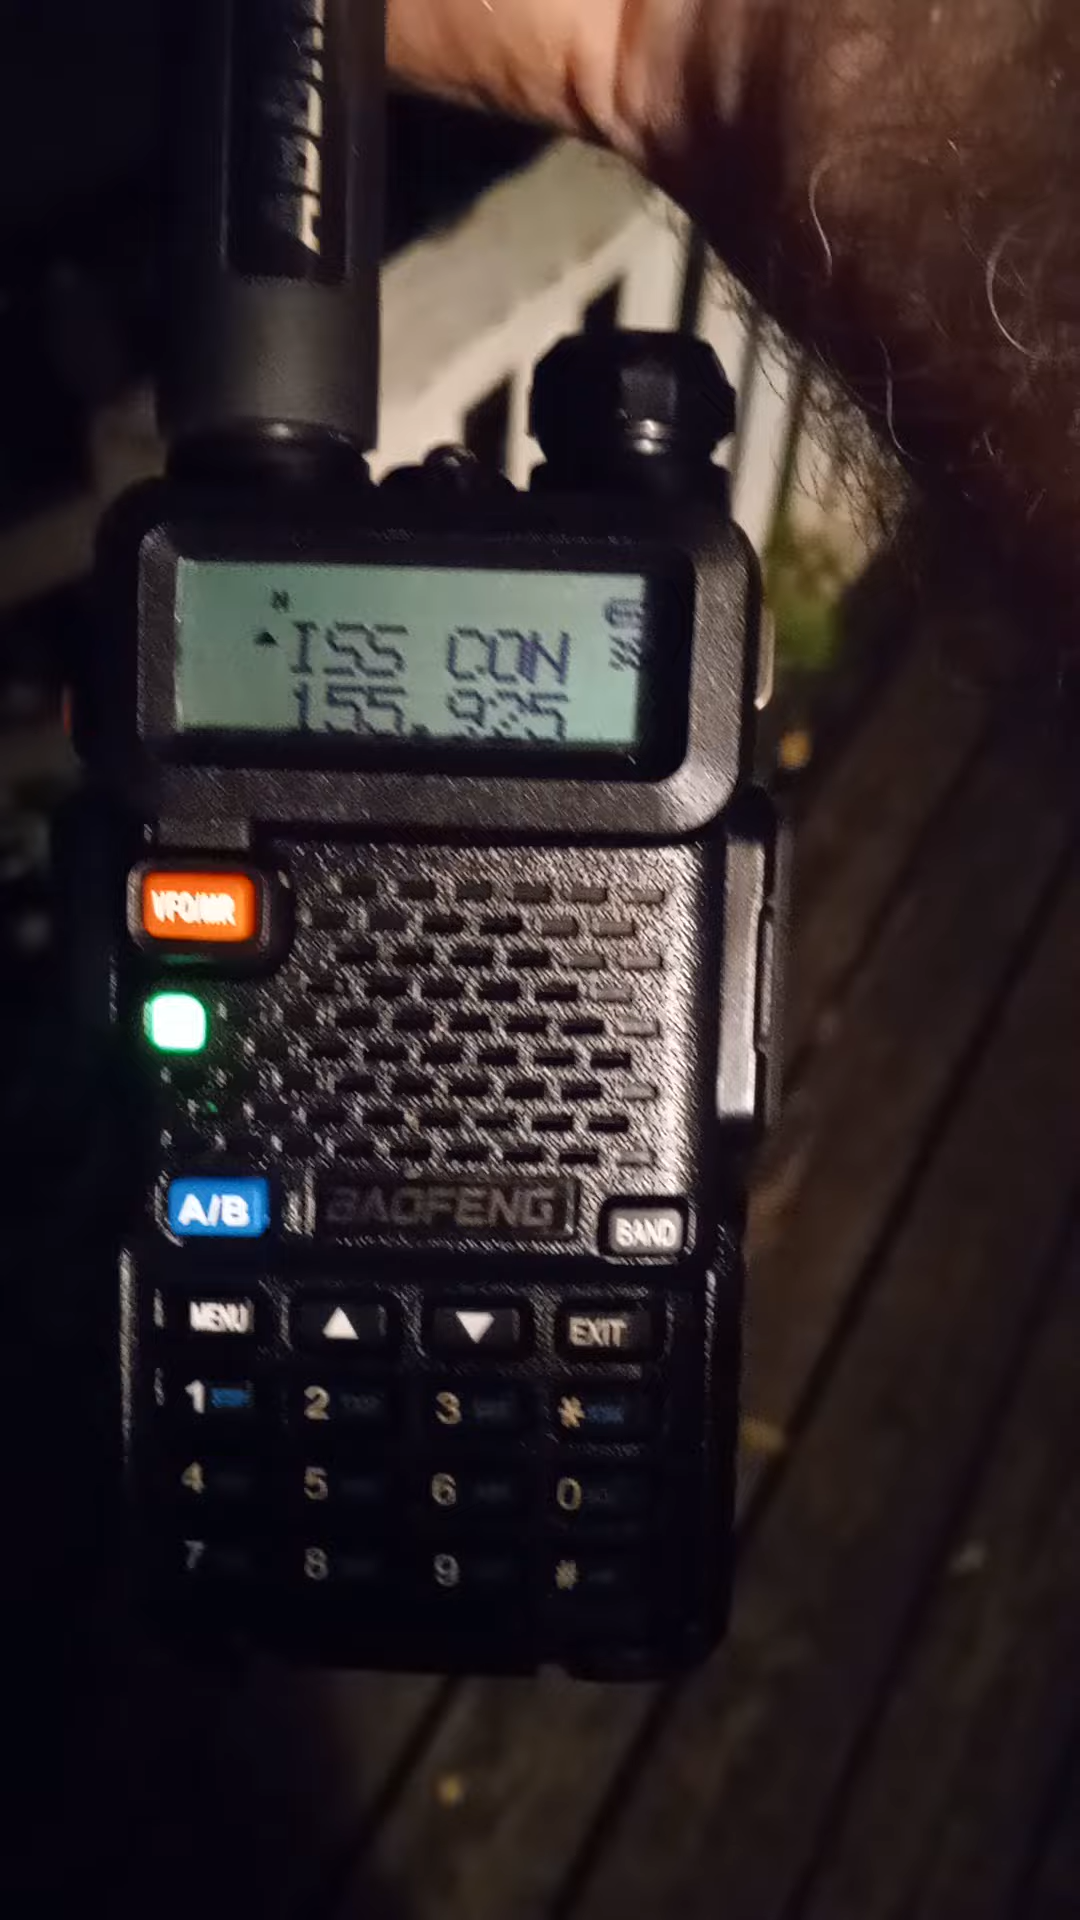 ABBREE
N
ISS CON
155.925
VFO/MR
A/B
BAOFENG
BAND
MENU ▲ ▼ EXIT
1 2 3 *
4 5 6 0
7 8 9 #